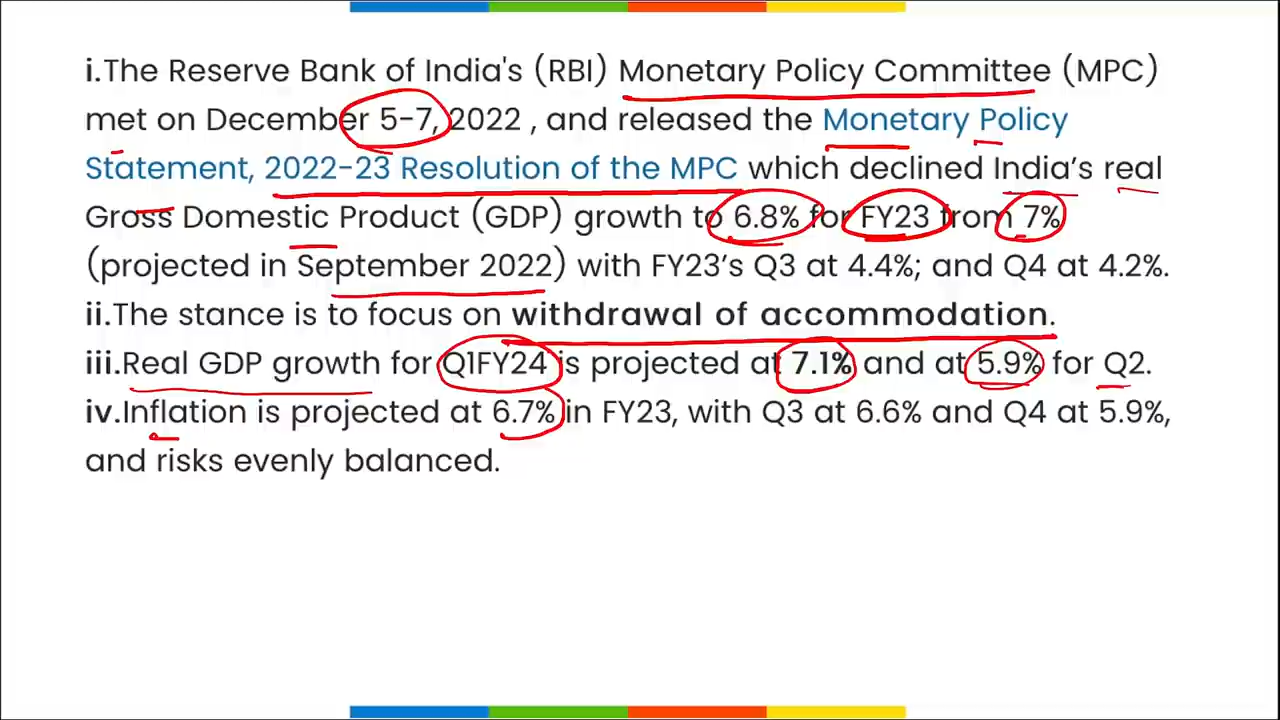 i.The Reserve Bank of India's (RBI) Monetary Policy Committee (MPC)
met on December 5-7, 2022 , and released the Monetary Policy
Statement, 2022-23 Resolution of the MPC which declined India’s real
Gross Domestic Product (GDP) growth to 6.8% for FY23 from 7%
(projected in September 2022) with FY23’s Q3 at 4.4%; and Q4 at 4.2%.
ii.The stance is to focus on withdrawal of accommodation.
iii.Real GDP growth for Q1FY24 is projected at 7.1% and at 5.9% for Q2.
iv.Inflation is projected at 6.7% in FY23, with Q3 at 6.6% and Q4 at 5.9%,
and risks evenly balanced.